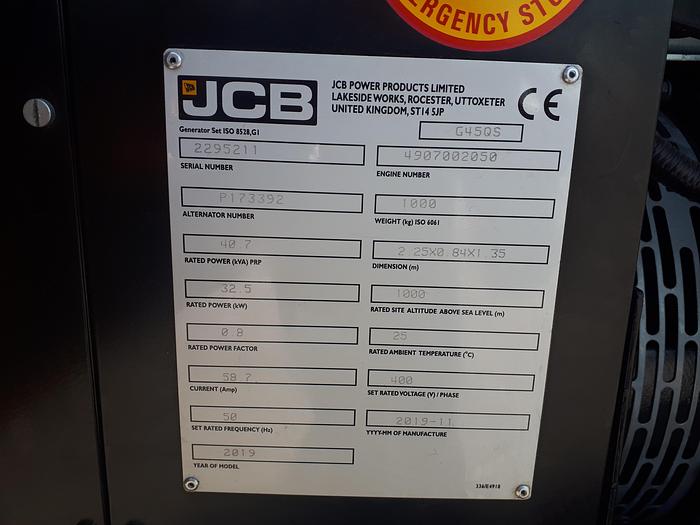 ERGENCY STO
JCB
JCB POWER PRODUCTS LIMITED
LAKESIDE WORKS, ROCESTER, UTTOXETER
UNITED KINGDOM, ST14 5JP
CE
Generator Set ISO 8528,G1
G45QS
2295211
SERIAL NUMBER
4907002050
ENGINE NUMBER
P173392
ALTERNATOR NUMBER
1000
WEIGHT (kg) ISO 6061
40.7
RATED POWER (kVA) PRP
2.25X0.84X1.35
DIMENSION (m)
32.5
RATED POWER (kW)
1000
RATED SITE ALTITUDE ABOVE SEA LEVEL (m)
0.8
RATED POWER FACTOR
25
RATED AMBIENT TEMPERATURE (°C)
58.7
CURRENT (Amp)
400
SET RATED VOLTAGE (V) / PHASE
50
SET RATED FREQUENCY (Hz)
2019-11
YYYY-MM OF MANUFACTURE
2019
YEAR OF MODEL
336/E4918